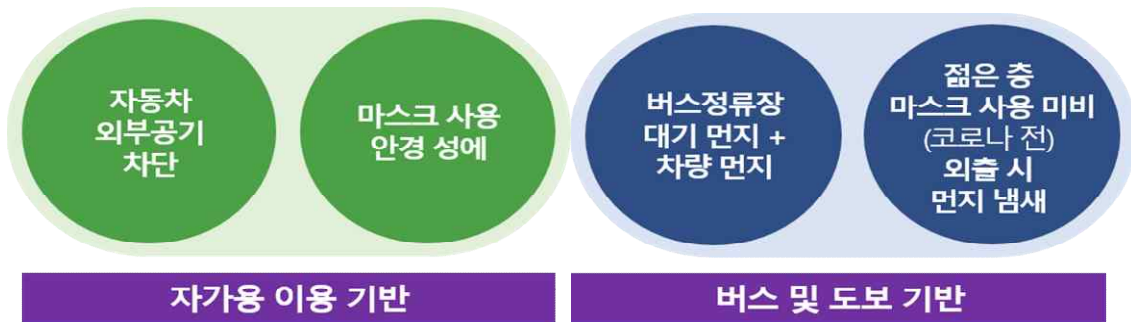 자동차
외부공기
차단
마스크 사용
안경 성에
버스정류장
대기 먼지 +
차량 먼지
젊은 층
마스크 사용 미비
(코로나 전)
외출 시
먼지 냄새
자가용 이용 기반
버스 및 도보 기반